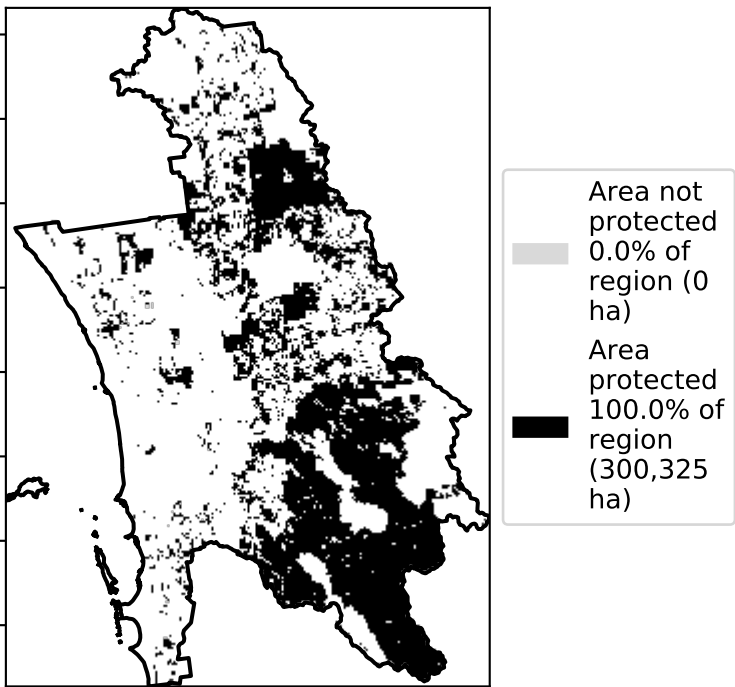 Area not
protected
0.0% of
region (0
ha)
Area
protected
100.0% of
region
(300,325
ha)